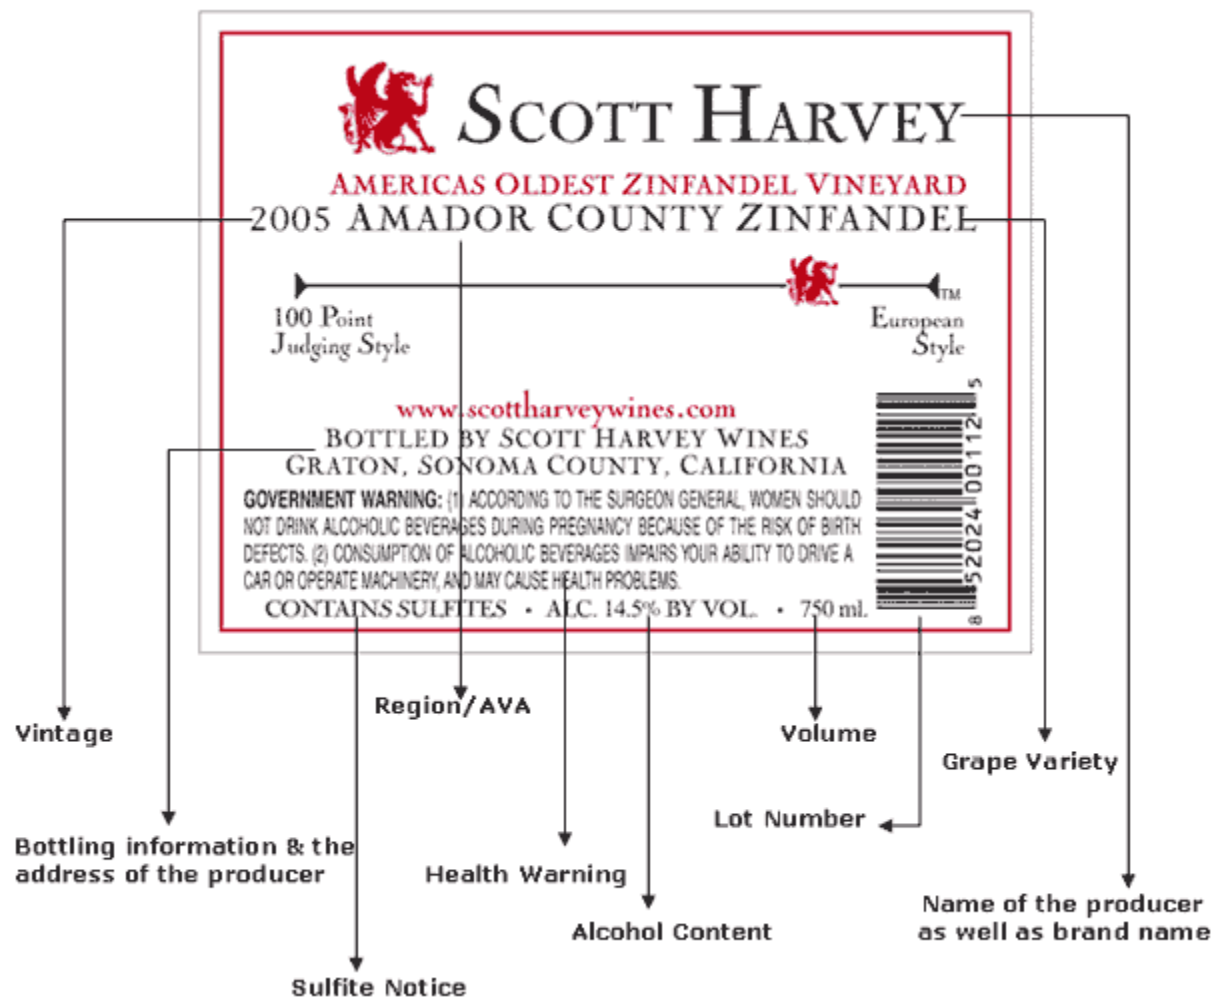 SCOTT HARVEY
AMERICAS OLDEST ZINFANDEL VINEYARD
2005 AMADOR COUNTY ZINFANDEL
TM
100 Point
Judging Style
European
Style
www.scottharveywines.com
BOTTLED BY SCOTT HARVEY WINES
GRATON, SONOMA COUNTY, CALIFORNIA
GOVERNMENT WARNING: (1) ACCORDING TO THE SURGEON GENERAL, WOMEN SHOULD
NOT DRINK ALCOHOLIC BEVERAGES DURING PREGNANCY BECAUSE OF THE RISK OF BIRTH
DEFECTS. (2) CONSUMPTION OF ALCOHOLIC BEVERAGES IMPAIRS YOUR ABILITY TO DRIVE A
CAR OR OPERATE MACHINERY, AND MAY CAUSE HEALTH PROBLEMS.
CONTAINS SULFITES • ALC. 14.5% BY VOL. • 750 ml.
8 52024 00112 5
Region/AVA
Vintage
Volume
Grape Variety
Lot Number
Bottling information & the
address of the producer
Health Warning
Name of the producer
as well as brand name
Alcohol Content
Sulfite Notice